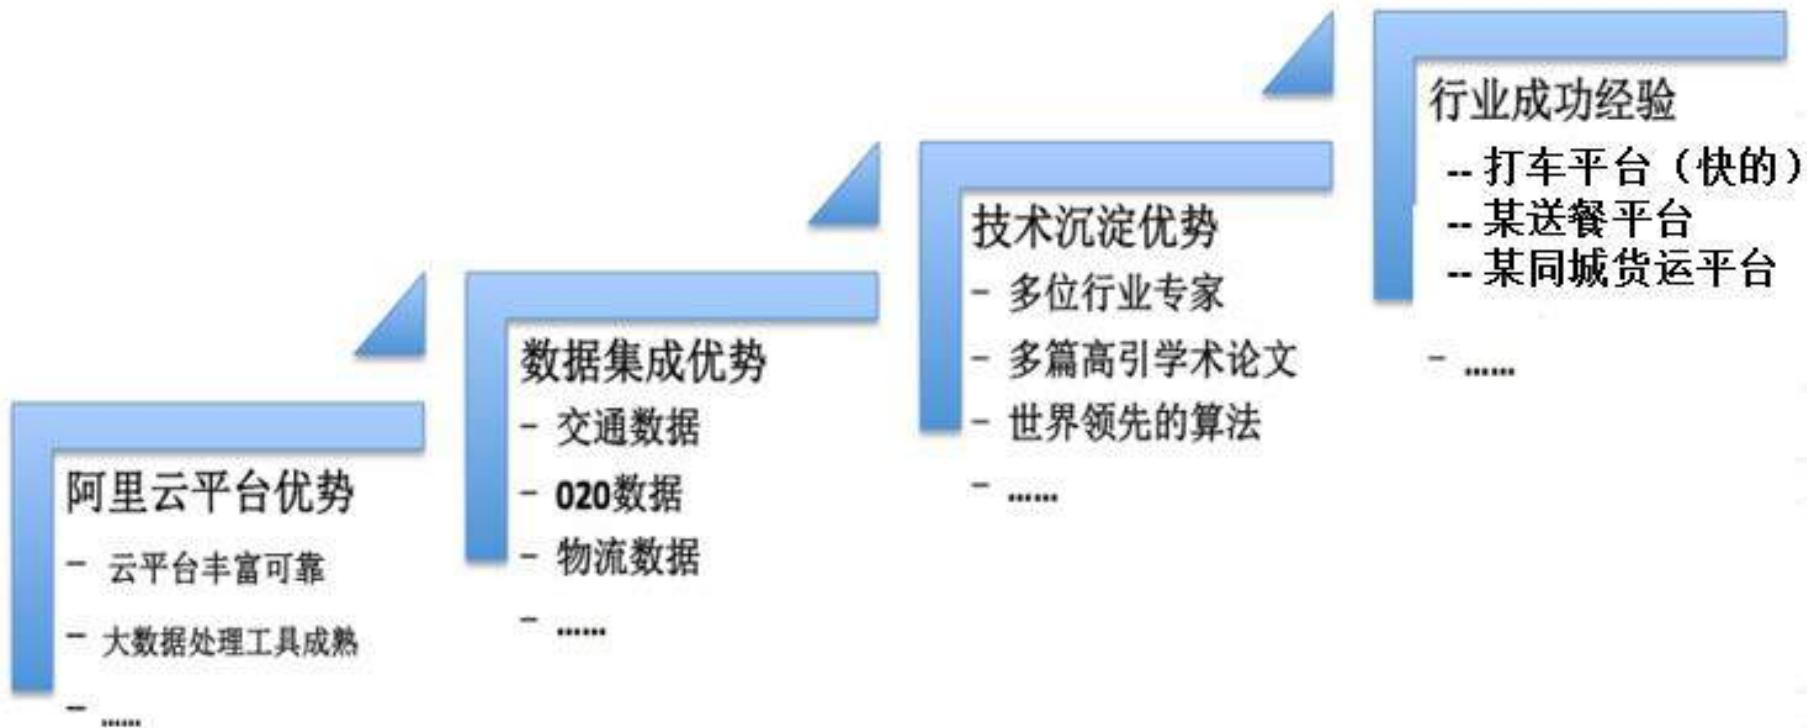 阿里云平台优势
– 云平台丰富可靠
– 大数据处理工具成熟
– ......
数据集成优势
– 交通数据
– 020数据
– 物流数据
– ......
技术沉淀优势
– 多位行业专家
– 多篇高引学术论文
– 世界领先的算法
– ......
行业成功经验
-- 打车平台（快的）
-- 某送餐平台
-- 某同城货运平台
– ......